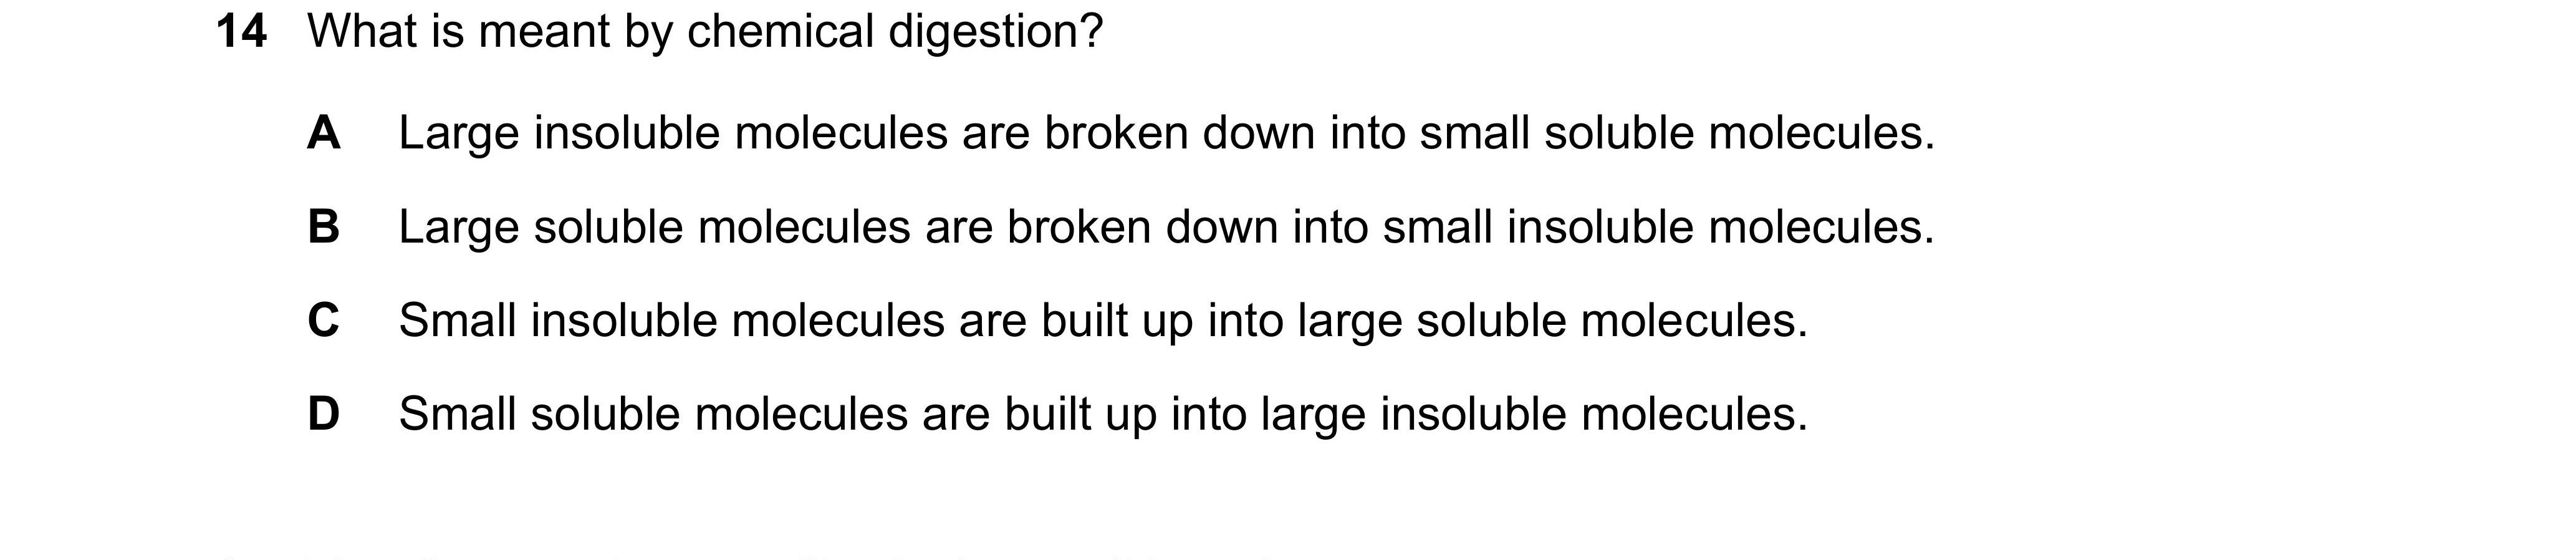 14 What is meant by chemical digestion?
A Large insoluble molecules are broken down into small soluble molecules.
B Large soluble molecules are broken down into small insoluble molecules.
C Small insoluble molecules are built up into large soluble molecules.
D Small soluble molecules are built up into large insoluble molecules.